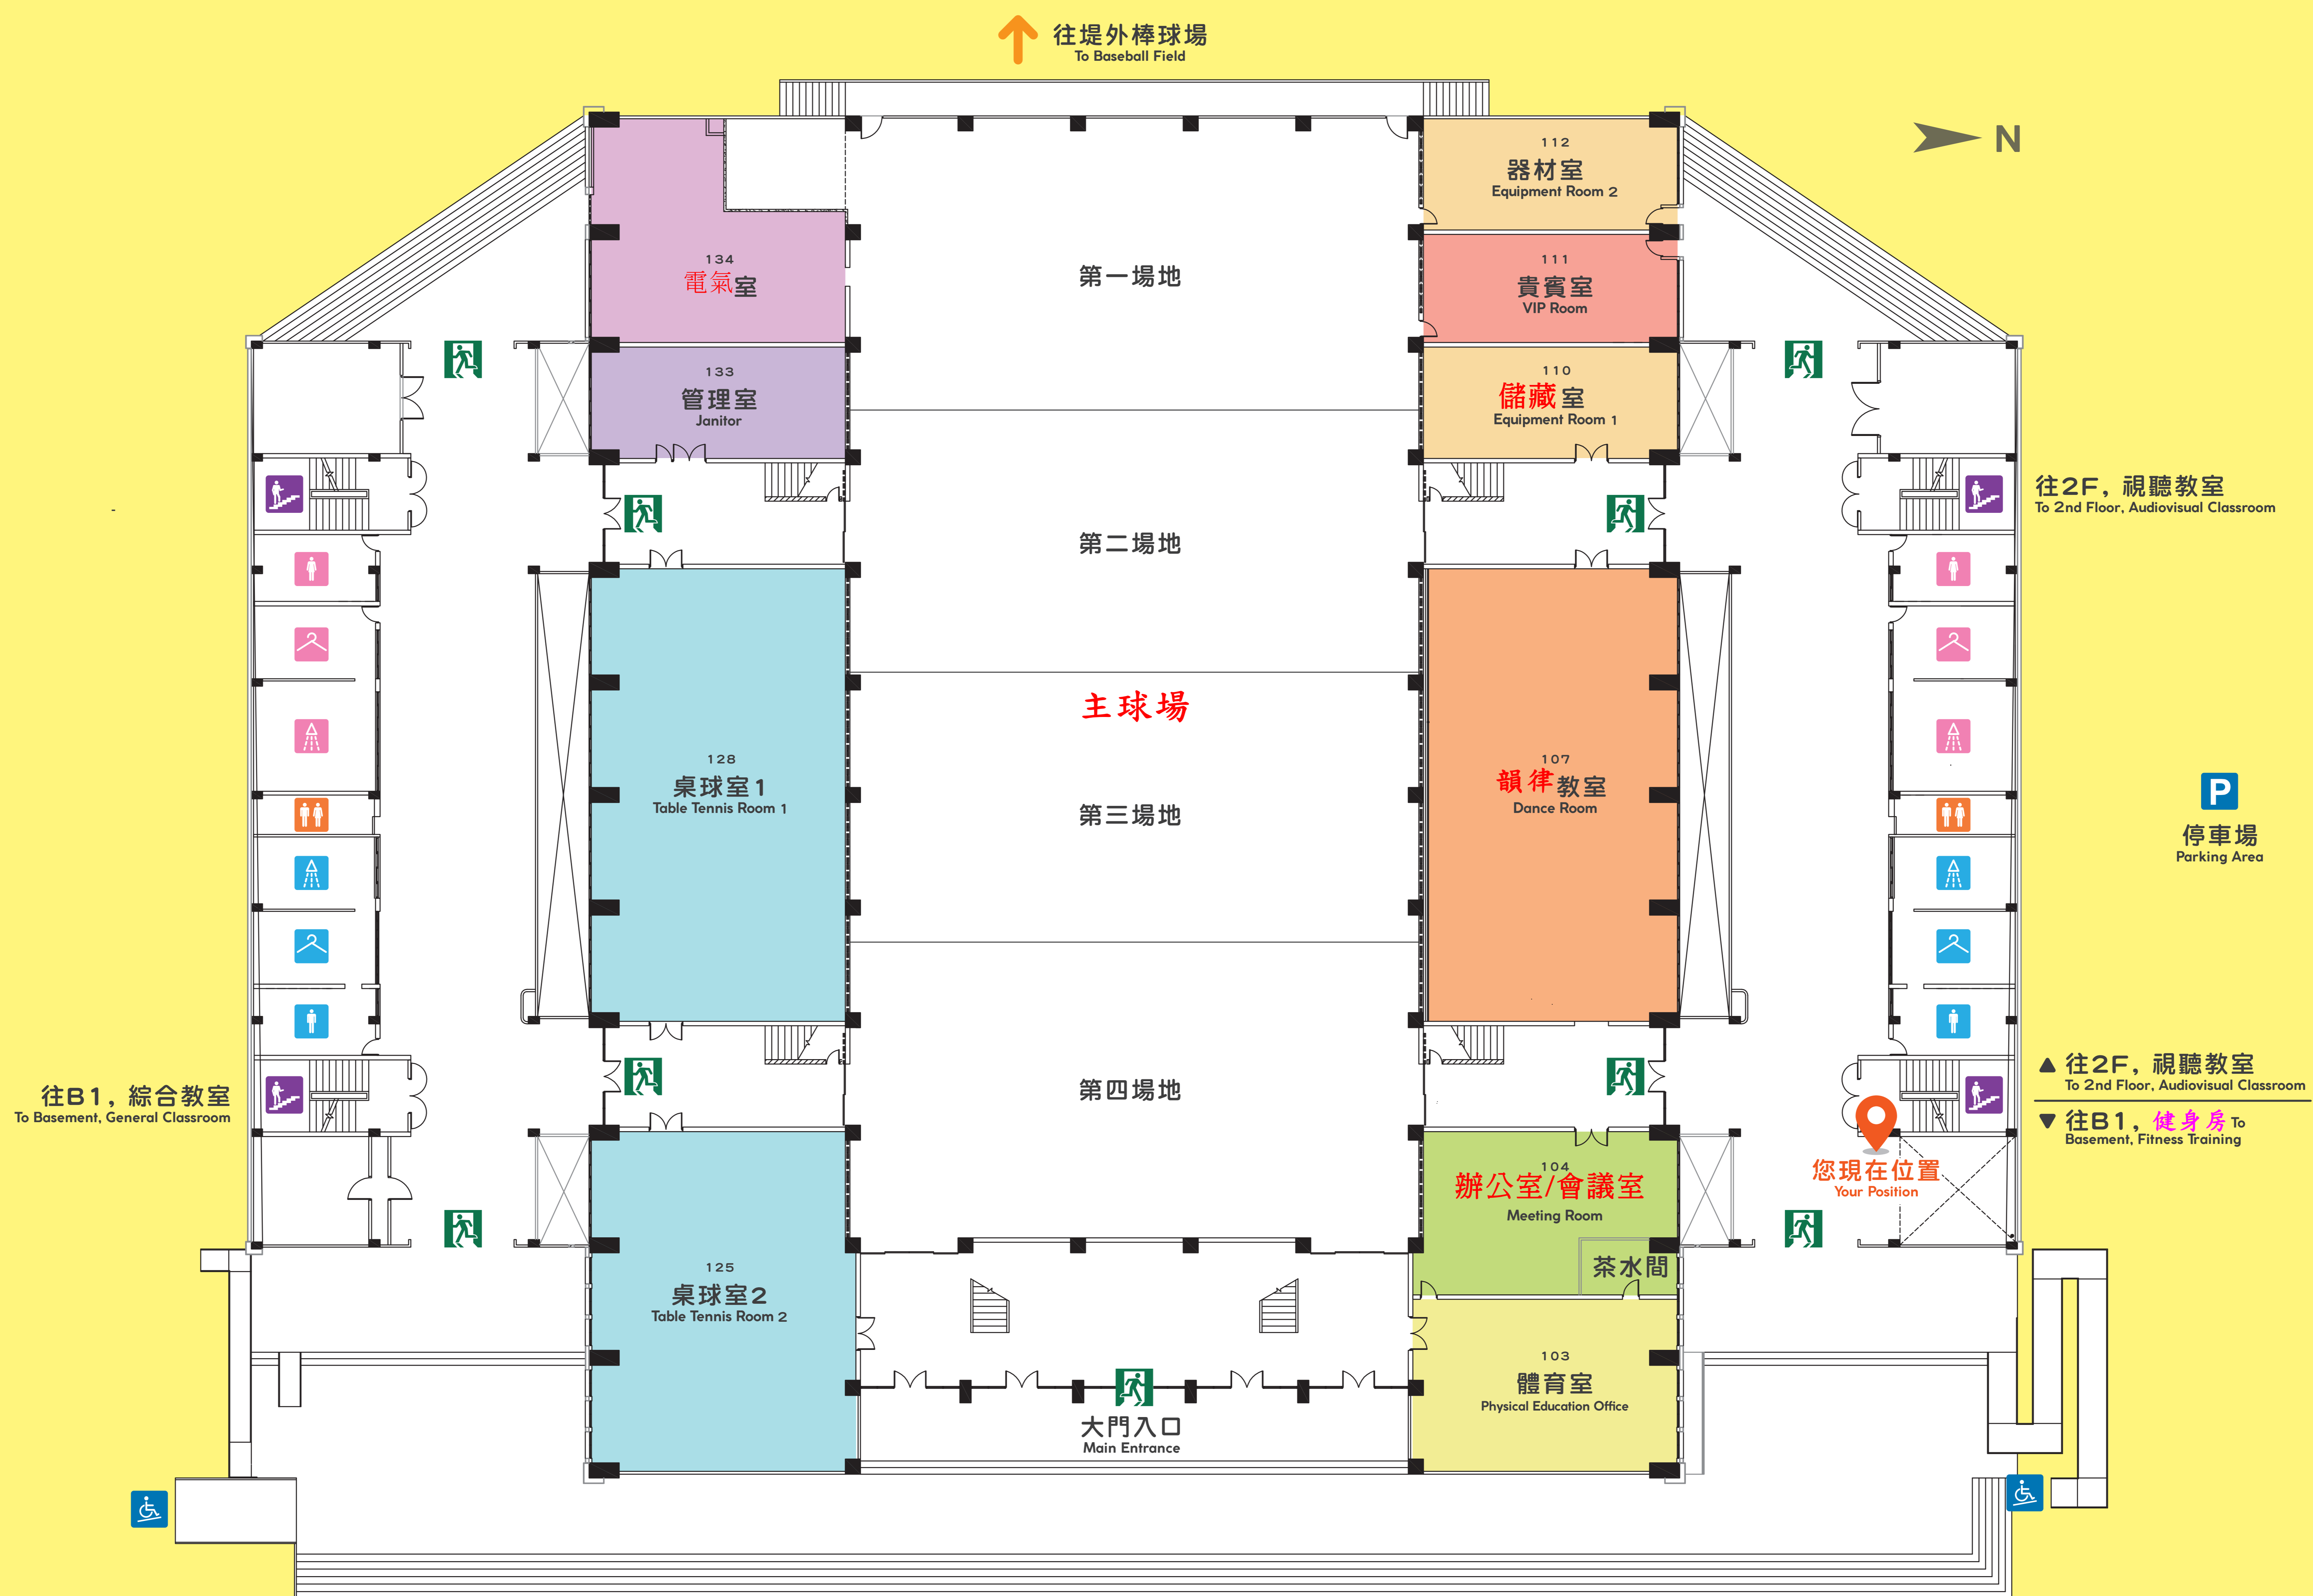 往堤外棒球場
To Baseball Field
N
112
器材室
Equipment Room 2
134
電氣室
第一場地
111
貴賓室
VIP Room
133
管理室
Janitor
110
儲藏室
Equipment Room 1
往2F, 視聽教室
To 2nd Floor, Audiovisual Classroom
第二場地
主球場
128
桌球室1
Table Tennis Room 1
第三場地
107
韻律教室
Dance Room
P
停車場
Parking Area
往B1, 綜合教室
To Basement, General Classroom
第四場地
往2F, 視聽教室
To 2nd Floor, Audiovisual Classroom
往B1, 健身房 To
Basement, Fitness Training
104
辦公室/會議室
Meeting Room
您現在位置
Your Position
茶水間
125
桌球室2
Table Tennis Room 2
103
體育室
Physical Education Office
大門入口
Main Entrance